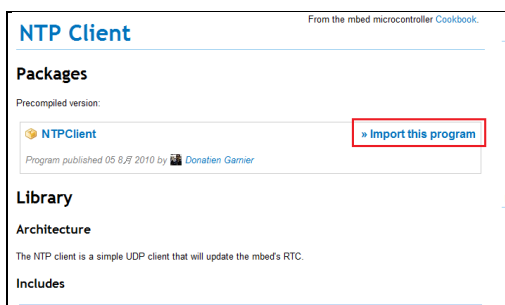 From the mbed microcontroller Cookbook.
NTP Client
Packages
Precompiled version:
NTPClient
» Import this program
Program published 05 8月 2010 by Donatien Garnier
Library
Architecture
The NTP client is a simple UDP client that will update the mbed's RTC.
Includes